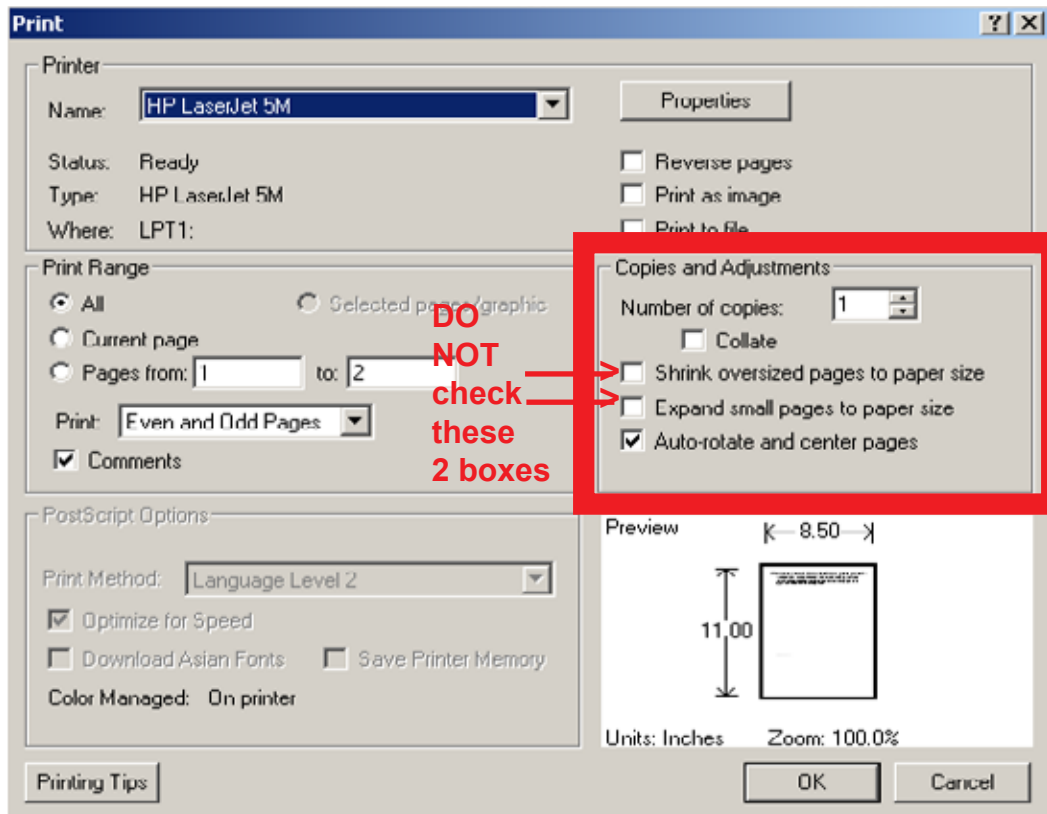 Print
Printer
Name: HP LaserJet 5M
Properties
Status: Ready
Reverse pages
Type: HP LaserJet 5M
Print as image
Where: LPT1:
Print to file
Print Range
All
Selected pages/graphic
Current page
Pages from: 1 to: 2
Print: Even and Odd Pages
Comments
DO
NOT
check
these
2 boxes
Copies and Adjustments
Number of copies: 1
Collate
Shrink oversized pages to paper size
Expand small pages to paper size
Auto-rotate and center pages
PostScript Options
Print Method: Language Level 2
Optimize for Speed
Download Asian Fonts Save Printer Memory
Color Managed: On printer
Preview
8.50
11.00
Units: Inches Zoom: 100.0%
Printing Tips
OK
Cancel